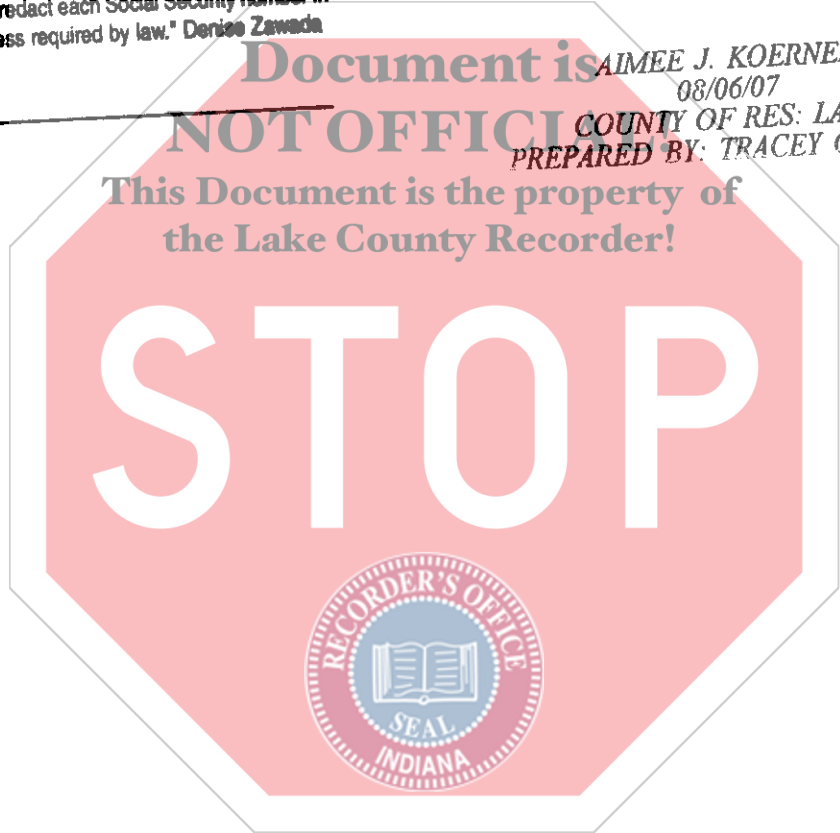 redact each Social Security number in
ess required by law." Denise Zawada
AIMEE J. KOERNE
08/06/07
COUNTY OF RES: LA
PREPARED BY: TRACEY
Document is
NOT OFFICIAL!
This Document is the property of
the Lake County Recorder!
STOP
RECORDER'S OFFICE
SEAL
INDIANA